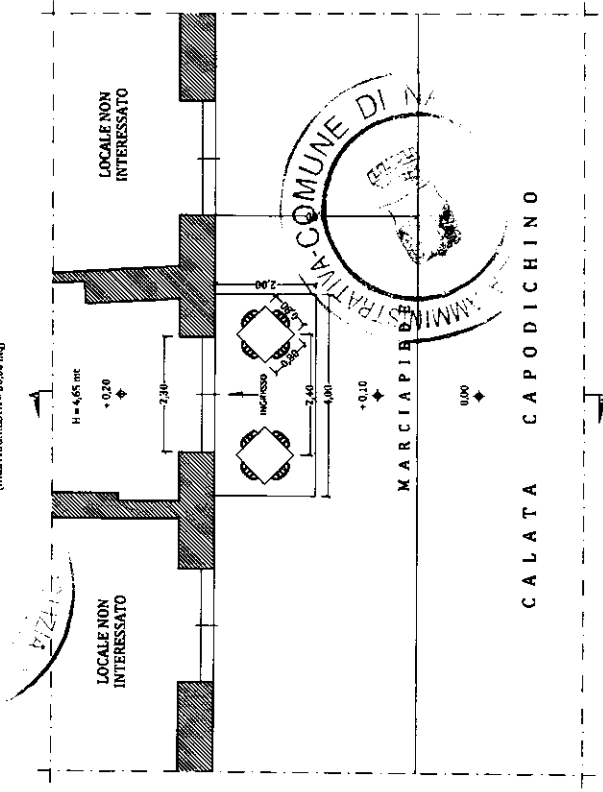 LOCALE NON
INTERESSATO
H = 4,65 mt
+ 0,20
2,30
LOCALE NON
INTERESSATO
INGRESSO
2,00
0,80
0,80
2,40
4,00
+ 0,10
MARCIAPIEDE
0,00
CALATA CAPODICHINO
COMUNE DI NA
AMMINISTRATIVA